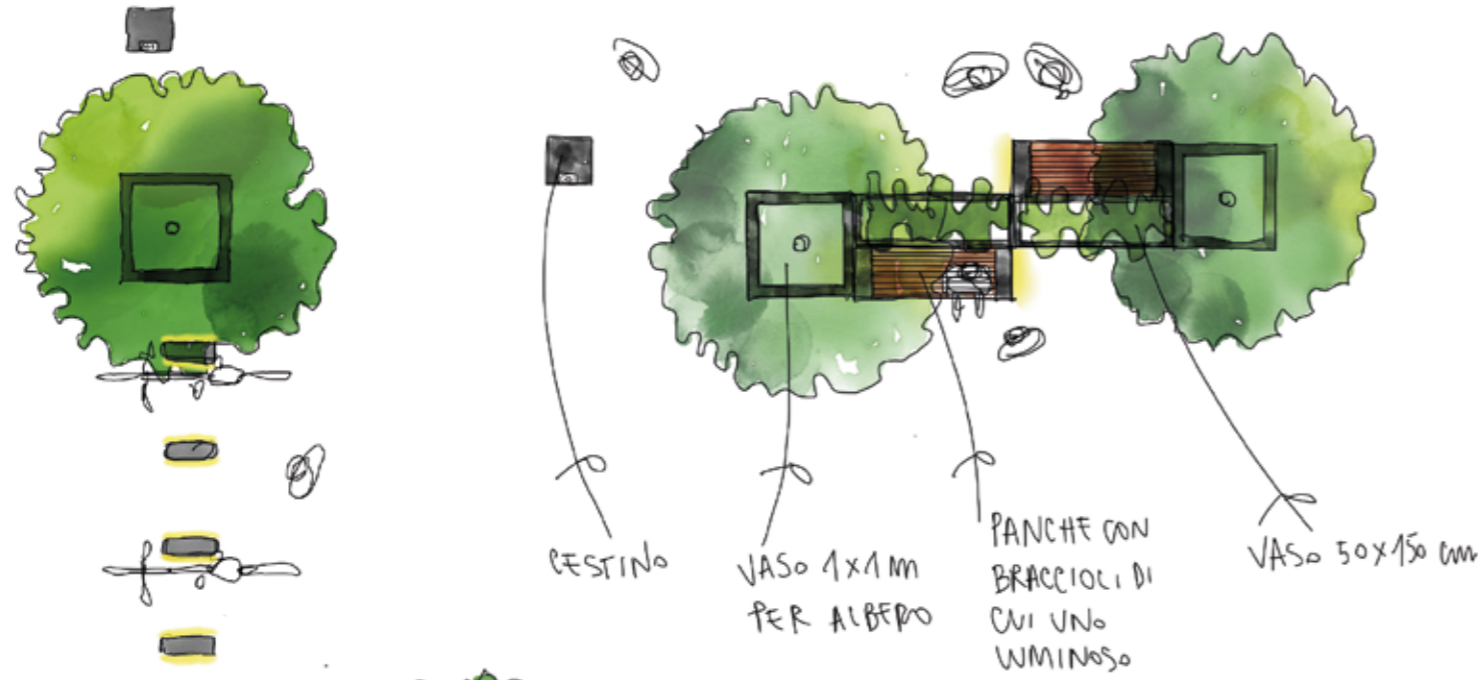 CESTINO
VASO 1X1 M
PER ALBERO
PANCHE CON
BRACCIOLI DI
CUI UNO
LUMINOSO
VASO 50X150 cm